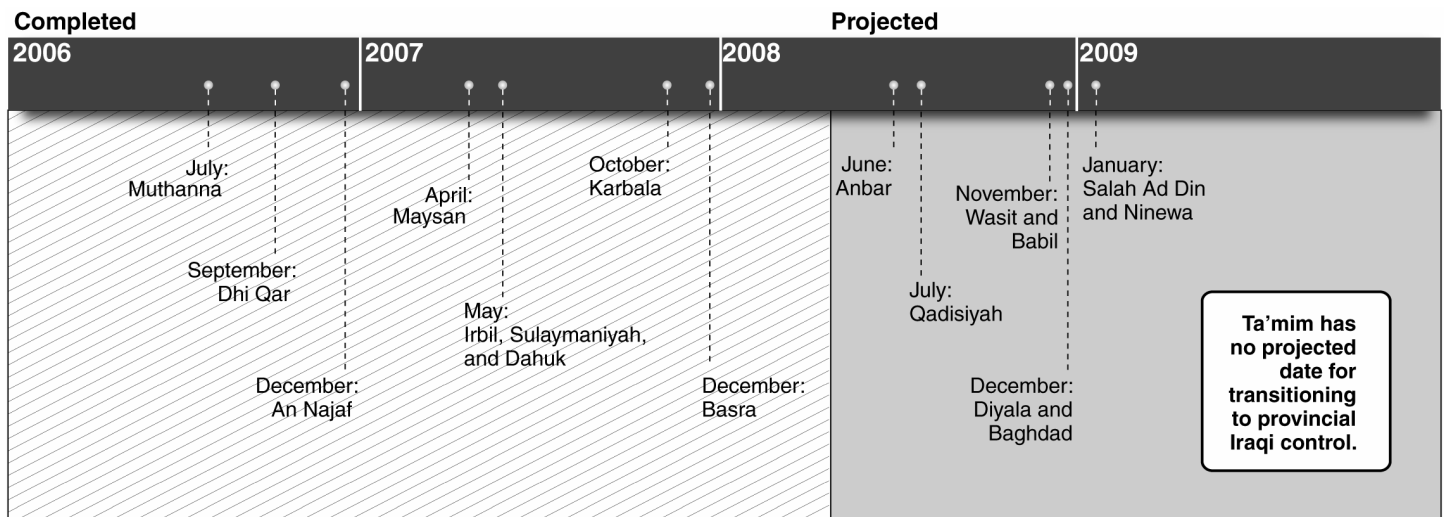 Completed
Projected
2006
2007
2008
2009
July:
Muthanna
September:
Dhi Qar
December:
An Najaf
April:
Maysan
May:
Irbil, Sulaymaniyah,
and Dahuk
October:
Karbala
December:
Basra
June:
Anbar
July:
Qadisiyah
November:
Wasit and
Babil
December:
Diyala and
Baghdad
January:
Salah Ad Din
and Ninewa
Ta’mim has
no projected
date for
transitioning
to provincial
Iraqi control.